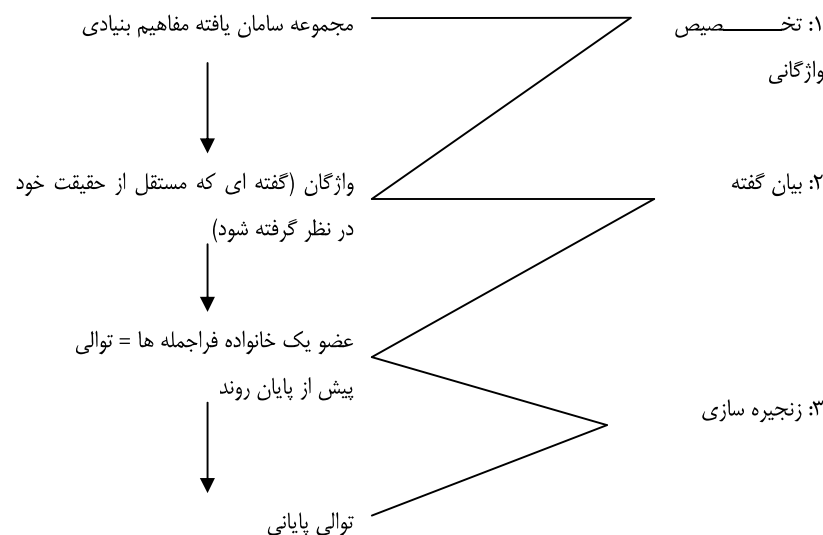 ۱: تخـــــصیص
واژگانی
مجموعه سامان یافته مفاهیم بنیادی
۲: بیان گفته
واژگان (گفته ای که مستقل از حقیقت خود
در نظر گرفته شود)
عضو یک خانواده فراجمله ها = توالی
پیش از پایان روند
۳: زنجیره سازی
توالی پایانی